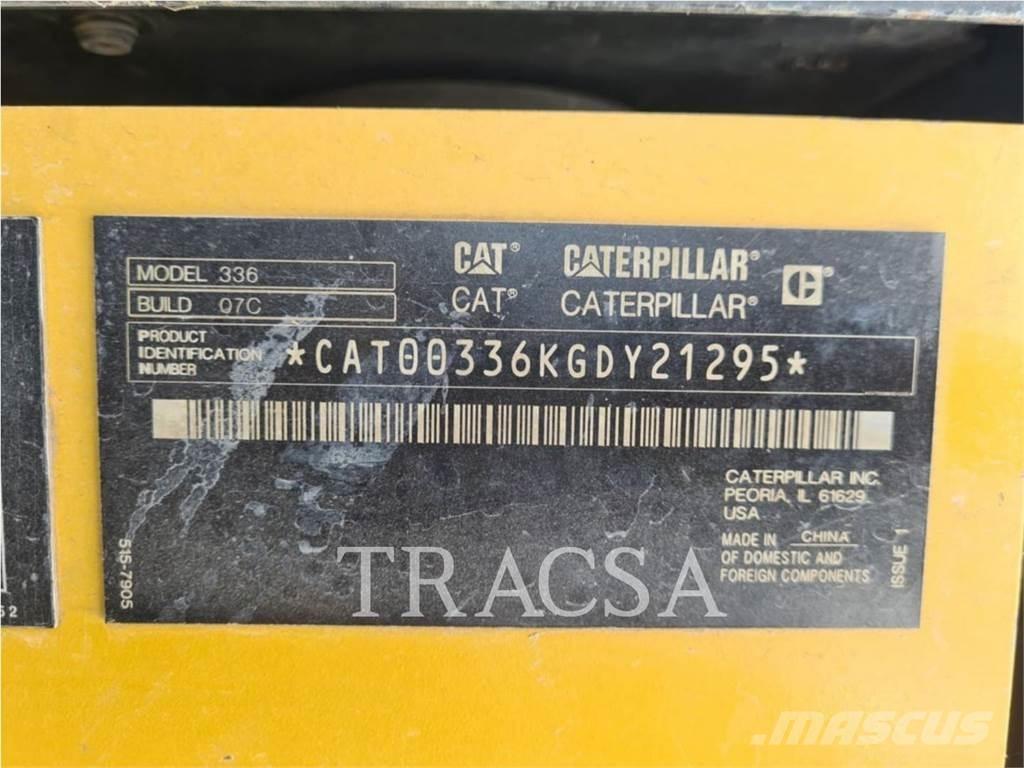 CAT® CATERPILLAR®
CAT® CATERPILLAR®
MODEL 336
BUILD 07C
PRODUCT
IDENTIFICATION
NUMBER
*CAT00336KGDY21295*
CATERPILLAR INC.
PEORIA, IL 61629
USA
MADE IN CHINA
OF DOMESTIC AND
FOREIGN COMPONENTS
ISSUE 1
515-7905
TRACSA
mascus